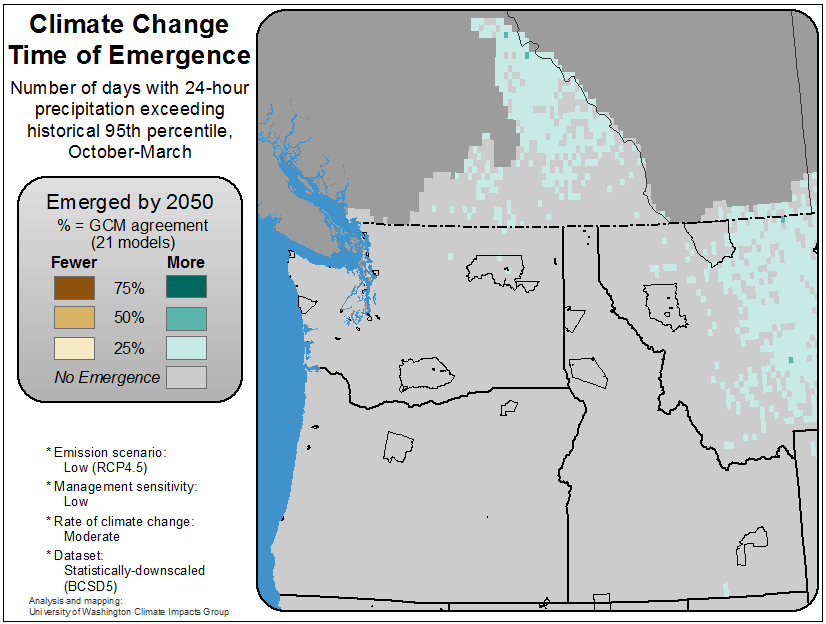 Climate Change
Time of Emergence
Number of days with 24-hour
precipitation exceeding
historical 95th percentile,
October-March
Emerged by 2050
% = GCM agreement
(21 models)
Fewer More
75%
50%
25%
No Emergence
* Emission scenario:
Low (RCP4.5)
* Management sensitivity:
Low
* Rate of climate change:
Moderate
* Dataset:
Statistically-downscaled
(BCSD5)
Analysis and mapping:
University of Washington Climate Impacts Group